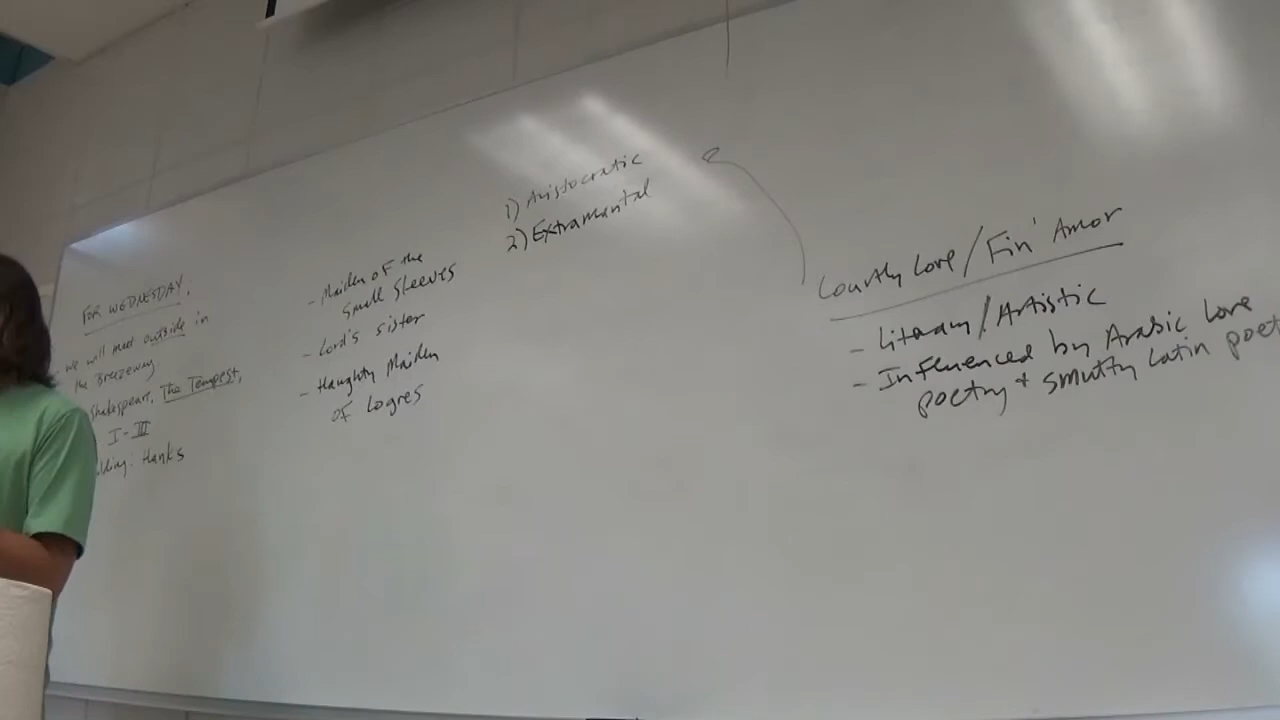 FOR WEDNESDAY:
we will meet outside in
the Breezeway
Shakespeare, The Tempest,
I-III
Hanks
- Maiden of the
Small Sleeves
- Lord's sister
- Haughty Maiden
of Logres
1) Aristocratic
2) Extramarital
Courtly Love/Fin' Amor
- Literary/Artistic
- Influenced by Arabic Love
poetry + smutty Latin poet